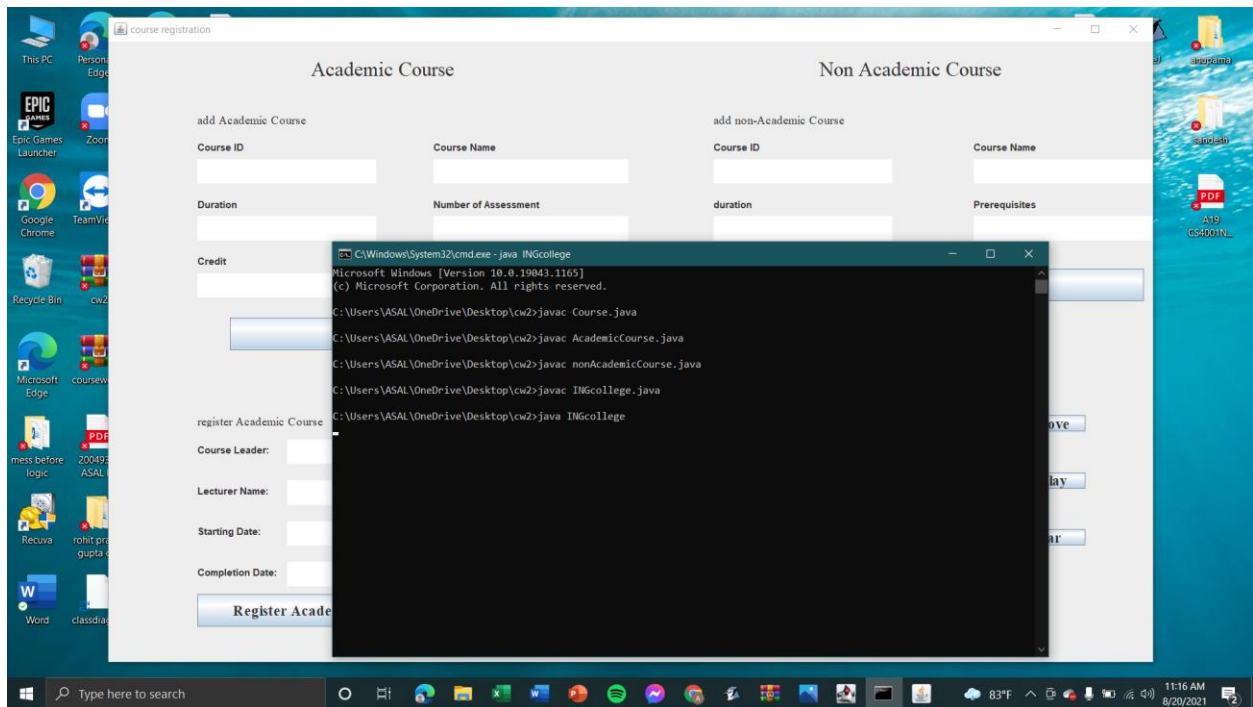 This PC
Edge
Epic Games
Launcher
Zoom
Google
Chrome
Recycle Bin
cw2
Microsoft
Edge
mess before
logic
Recuva
Word
EPIC
GAMES
PDF
course registration
Academic Course
Non Academic Course
add Academic Course
add non-Academic Course
Course ID
Course Name
Course ID
Course Name
Duration
Number of Assessment
duration
Prerequisites
Credit
register Academic Course
Course Leader:
Lecturer Name:
Starting Date:
Completion Date:
Register Acade
ove
lay
ar
C:\Windows\System32\cmd.exe - java INGcollege
Microsoft Windows [Version 10.0.19043.1165]
(c) Microsoft Corporation. All rights reserved.
C:\Users\ASAL\OneDrive\Desktop\cw2>javac Course.java
C:\Users\ASAL\OneDrive\Desktop\cw2>javac AcademicCourse.java
C:\Users\ASAL\OneDrive\Desktop\cw2>javac nonAcademicCourse.java
C:\Users\ASAL\OneDrive\Desktop\cw2>javac INGcollege.java
C:\Users\ASAL\OneDrive\Desktop\cw2>java INGcollege
anupama
sandesh
PDF
A19
CS4001N...
Type here to search
83°F
11:16 AM
8/20/2021
2